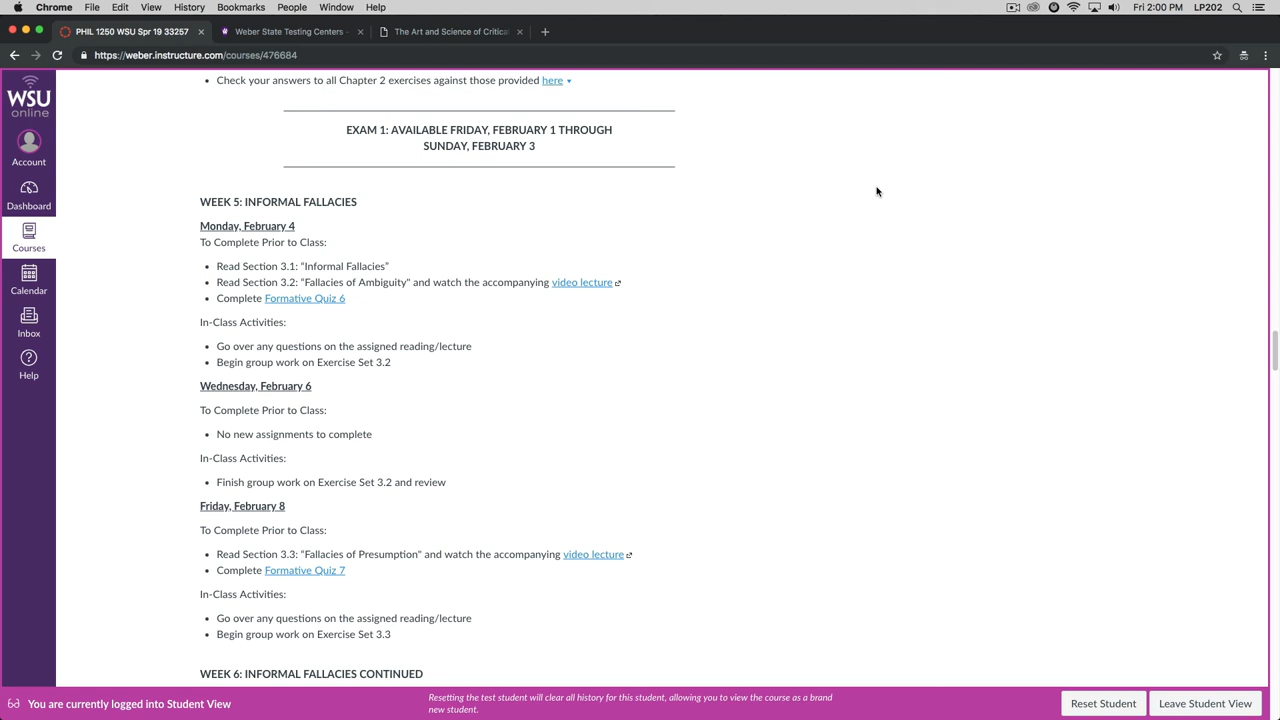 Chrome File Edit View History Bookmarks People Window Help Fri 2:00 PM LP202
PHIL 1250 WSU Spr 19 33257 × Weber State Testing Centers - × The Art and Science of Critica ×
https://weber.instructure.com/courses/476684
WSU
online
Account
Dashboard
Courses
Calendar
Inbox
Help
• Check your answers to all Chapter 2 exercises against those provided here
EXAM 1: AVAILABLE FRIDAY, FEBRUARY 1 THROUGH
SUNDAY, FEBRUARY 3
WEEK 5: INFORMAL FALLACIES
Monday, February 4
To Complete Prior to Class:
• Read Section 3.1: "Informal Fallacies"
• Read Section 3.2: "Fallacies of Ambiguity" and watch the accompanying video lecture
• Complete Formative Quiz 6
In-Class Activities:
• Go over any questions on the assigned reading/lecture
• Begin group work on Exercise Set 3.2
Wednesday, February 6
To Complete Prior to Class:
• No new assignments to complete
In-Class Activities:
• Finish group work on Exercise Set 3.2 and review
Friday, February 8
To Complete Prior to Class:
• Read Section 3.3: "Fallacies of Presumption" and watch the accompanying video lecture
• Complete Formative Quiz 7
In-Class Activities:
• Go over any questions on the assigned reading/lecture
• Begin group work on Exercise Set 3.3
WEEK 6: INFORMAL FALLACIES CONTINUED
You are currently logged into Student View
Resetting the test student will clear all history for this student, allowing you to view the course as a brand
new student.
Reset Student
Leave Student View